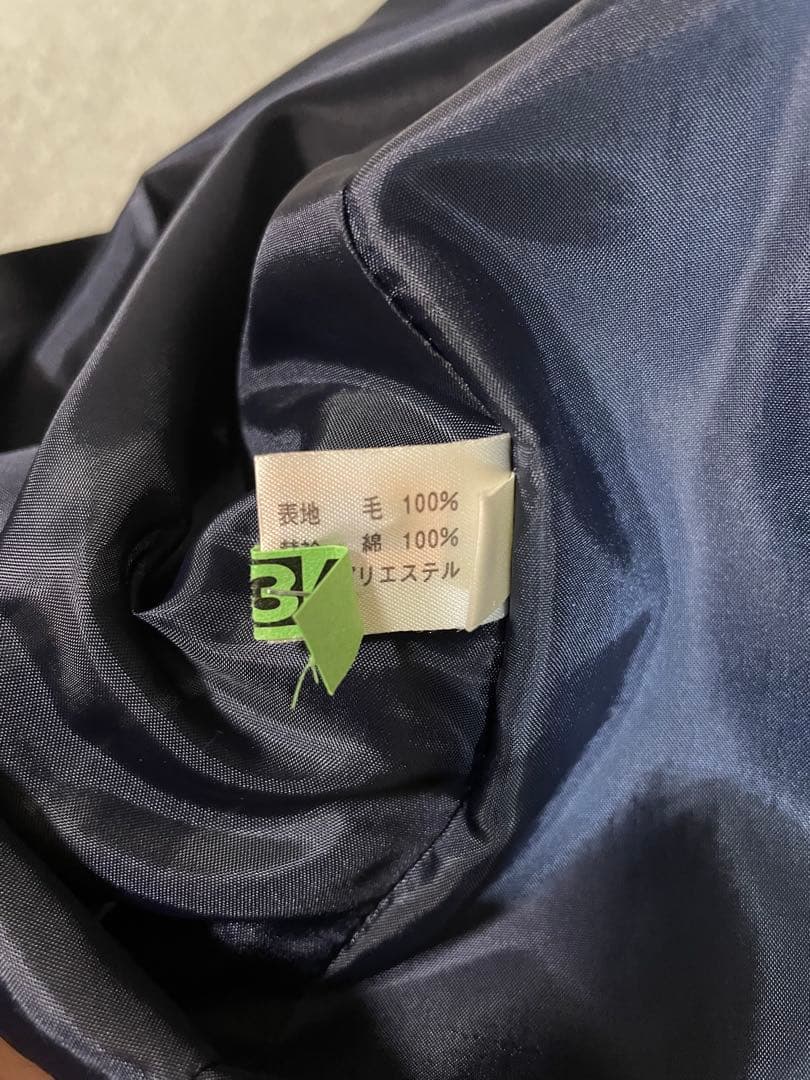 表地 毛 100%
綿 100%
リエステル
3